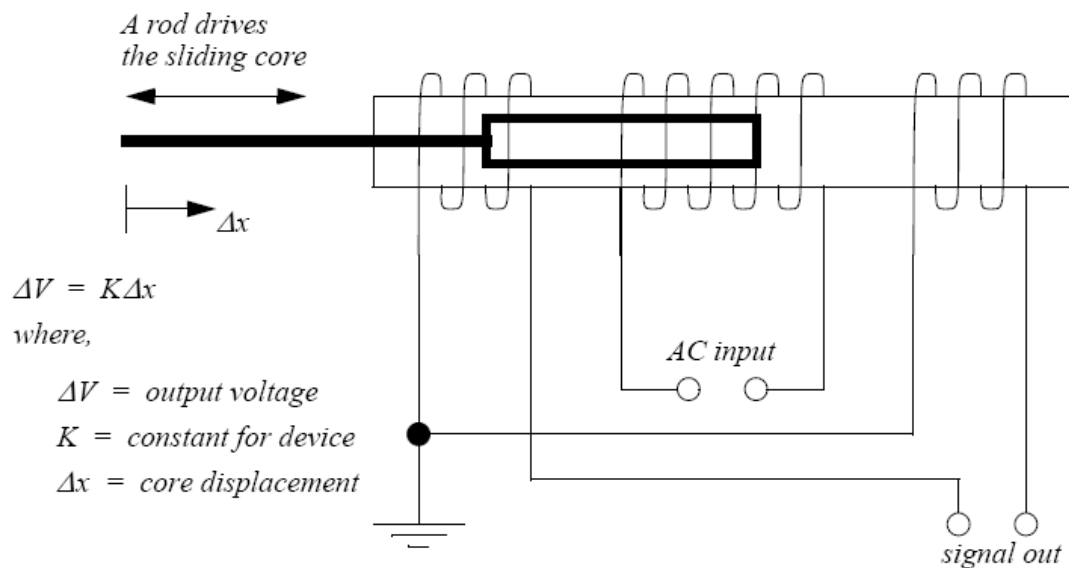 A rod drives
the sliding core
Δx
ΔV = KΔx
where,
AC input
ΔV = output voltage
K = constant for device
Δx = core displacement
signal out